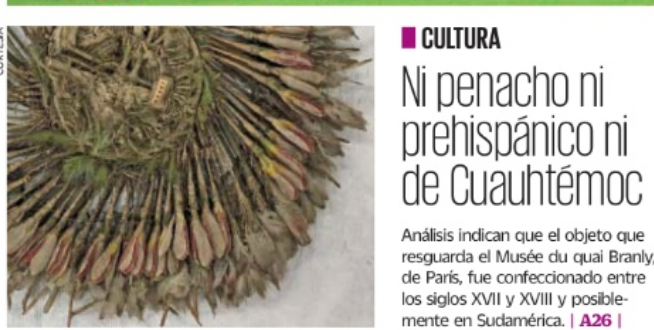 CORTESÍA
CULTURA
Ni penacho ni
prehispánico ni
de Cuauhtémoc
Análisis indican que el objeto que
resguarda el Musée du quai Branly,
de París, fue confeccionado entre
los siglos XVII y XVIII y posible-
mente en Sudamérica. | A26 |